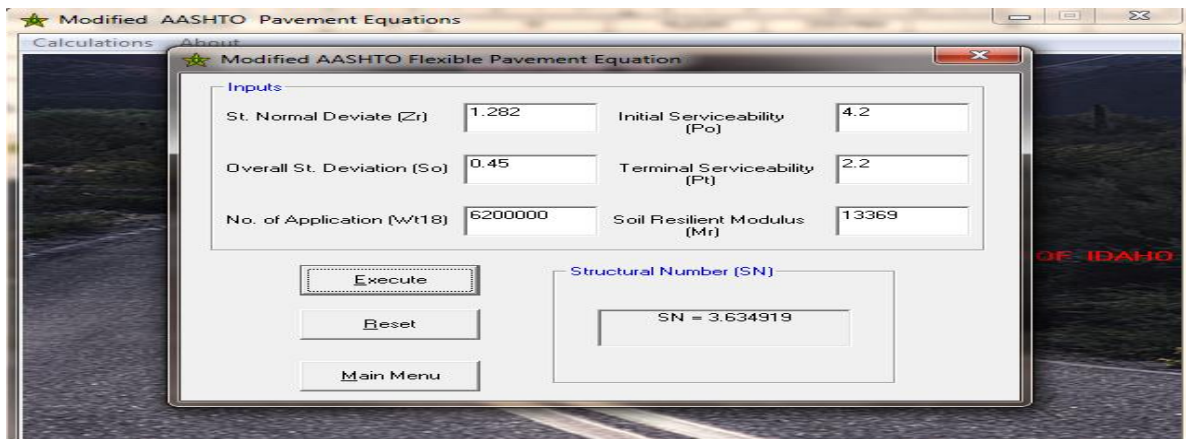 Modified AASHTO Pavement Equations
Calculations About
Modified AASHTO Flexible Pavement Equation
Inputs
St. Normal Deviate (Zr) 1.282 Initial Serviceability (Po) 4.2
Overall St. Deviation (So) 0.45 Terminal Serviceability (Pt) 2.2
No. of Application (Wt18) 6200000 Soil Resilient Modulus (Mr) 13369
OF IDAHO
Execute
Structural Number (SN)
SN = 3.634919
Reset
Main Menu